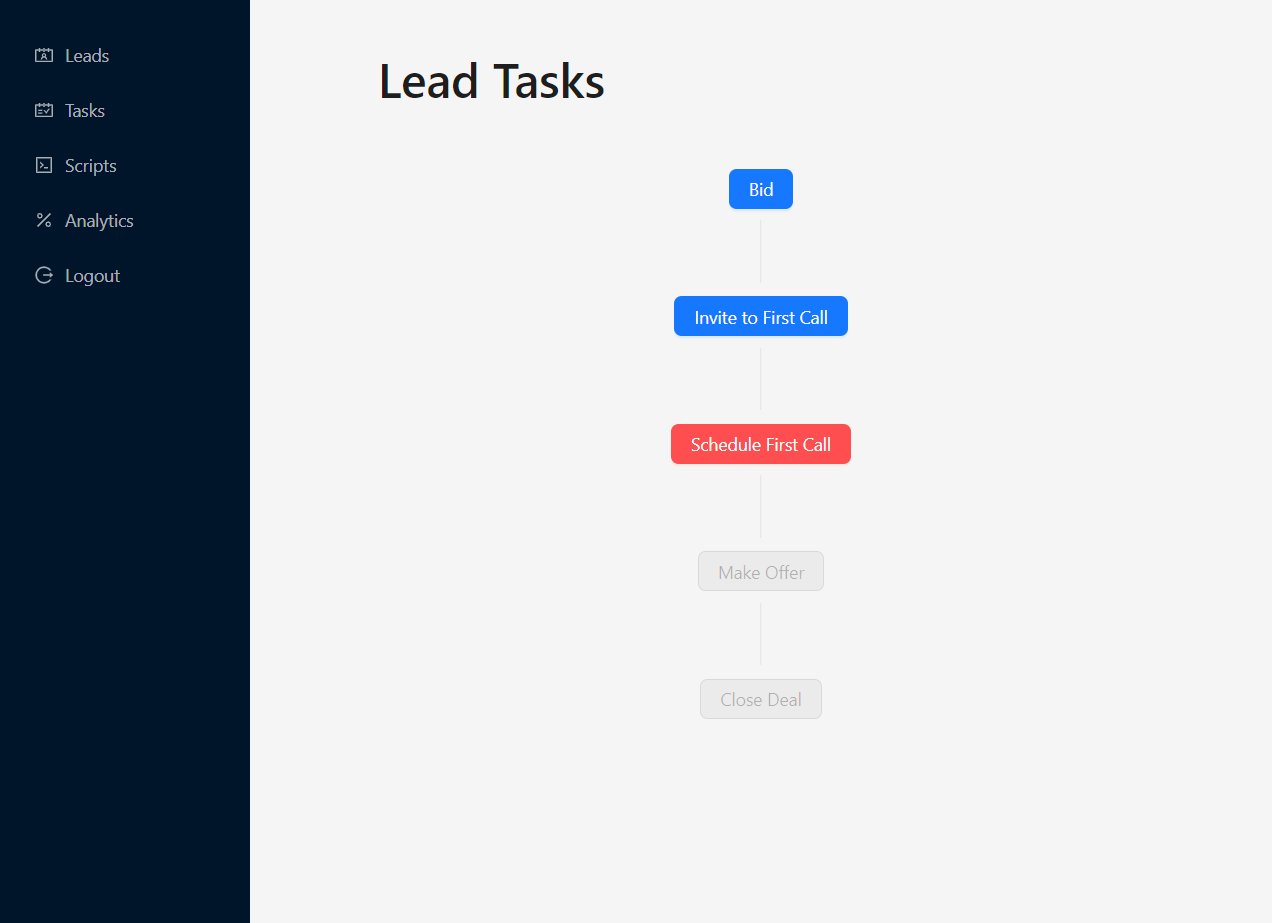 Leads
Tasks
Scripts
Analytics
Logout
Lead Tasks
Bid
Invite to First Call
Schedule First Call
Make Offer
Close Deal